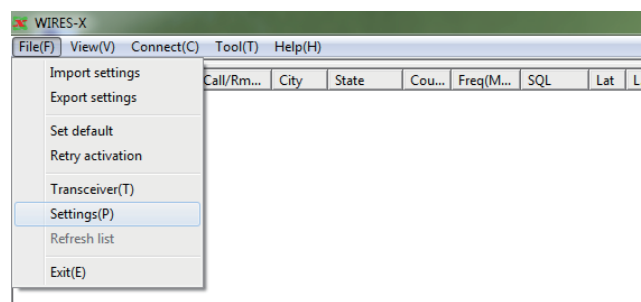 WIRES-X
File(F) View(V) Connect(C) Tool(T) Help(H)
Call/Rm... City State Cou... Freq(M... SQL Lat L
Import settings
Export settings
Set default
Retry activation
Transceiver(T)
Settings(P)
Refresh list
Exit(E)